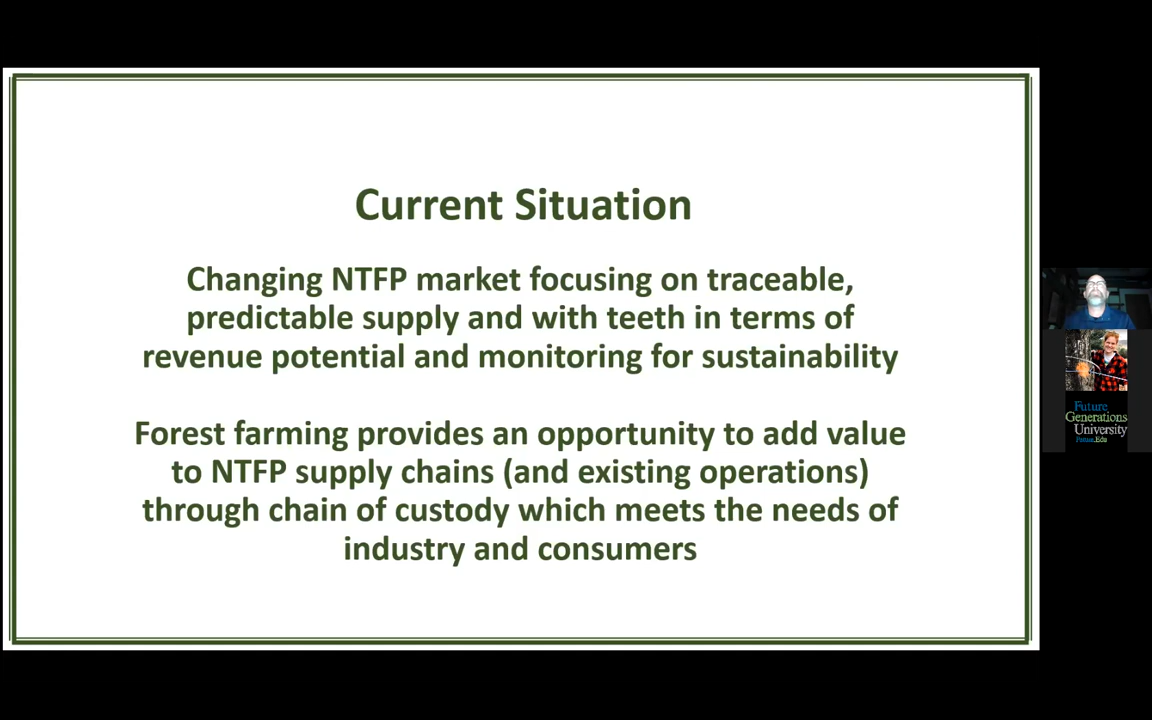 Current Situation
Changing NTFP market focusing on traceable,
predictable supply and with teeth in terms of
revenue potential and monitoring for sustainability
Forest farming provides an opportunity to add value
to NTFP supply chains (and existing operations)
through chain of custody which meets the needs of
industry and consumers
Future
Generations
University
Future.Edu